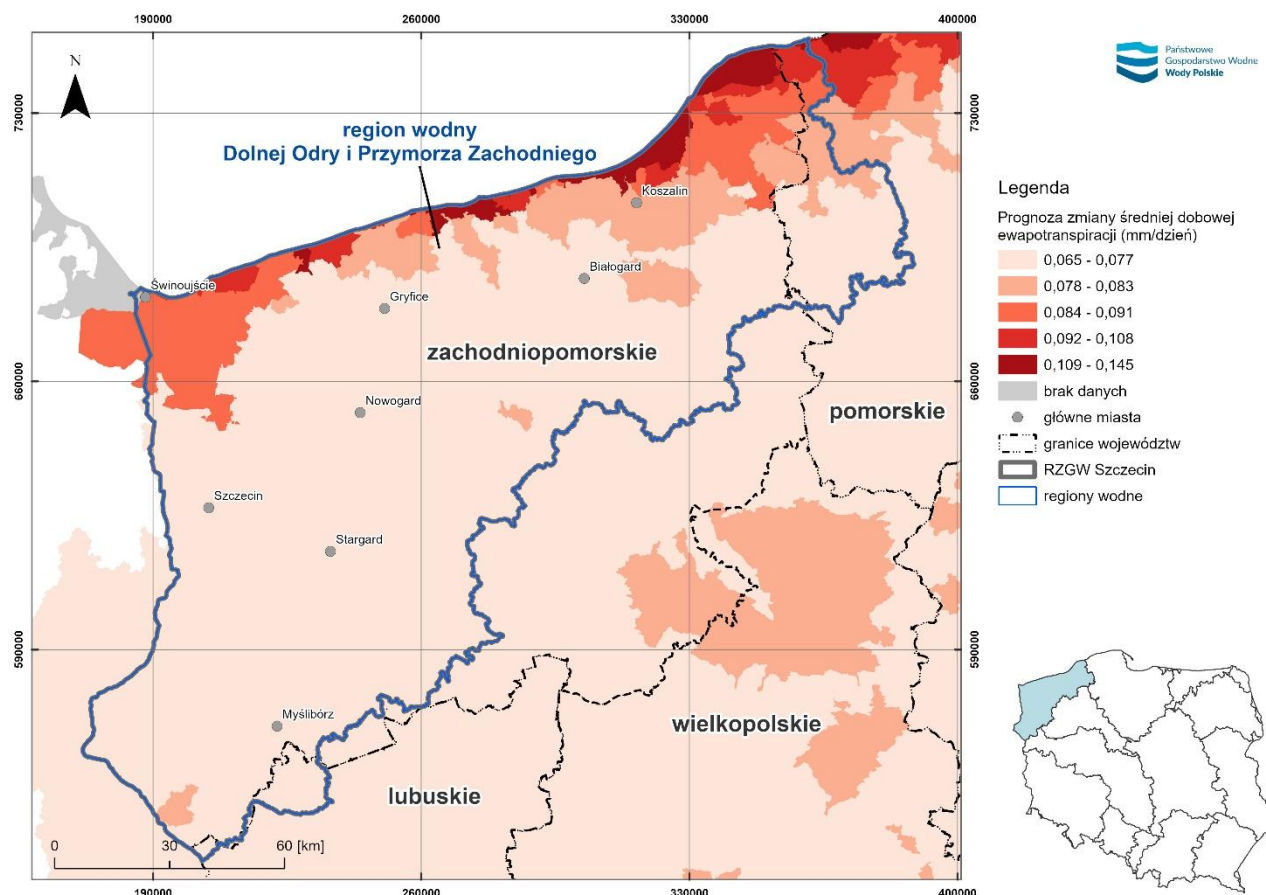 190000
260000
330000
400000
N
730000
730000
Państwowe
Gospodarstwo Wodne
Wody Polskie
region wodny
Dolnej Odry i Przymorza Zachodniego
Koszalin
Legenda
Prognoza zmiany średniej dobowej
ewapotranspiracji (mm/dzień)
0,065 - 0,077
0,078 - 0,083
0,084 - 0,091
0,092 - 0,108
0,109 - 0,145
brak danych
główne miasta
granice województw
RZGW Szczecin
regiony wodne
Świnoujście
Białogard
Gryfice
zachodniopomorskie
660000
660000
Nowogard
pomorskie
Szczecin
Stargard
590000
590000
Myślibórz
wielkopolskie
lubuskie
0
30
60 [km]
190000
260000
330000
400000